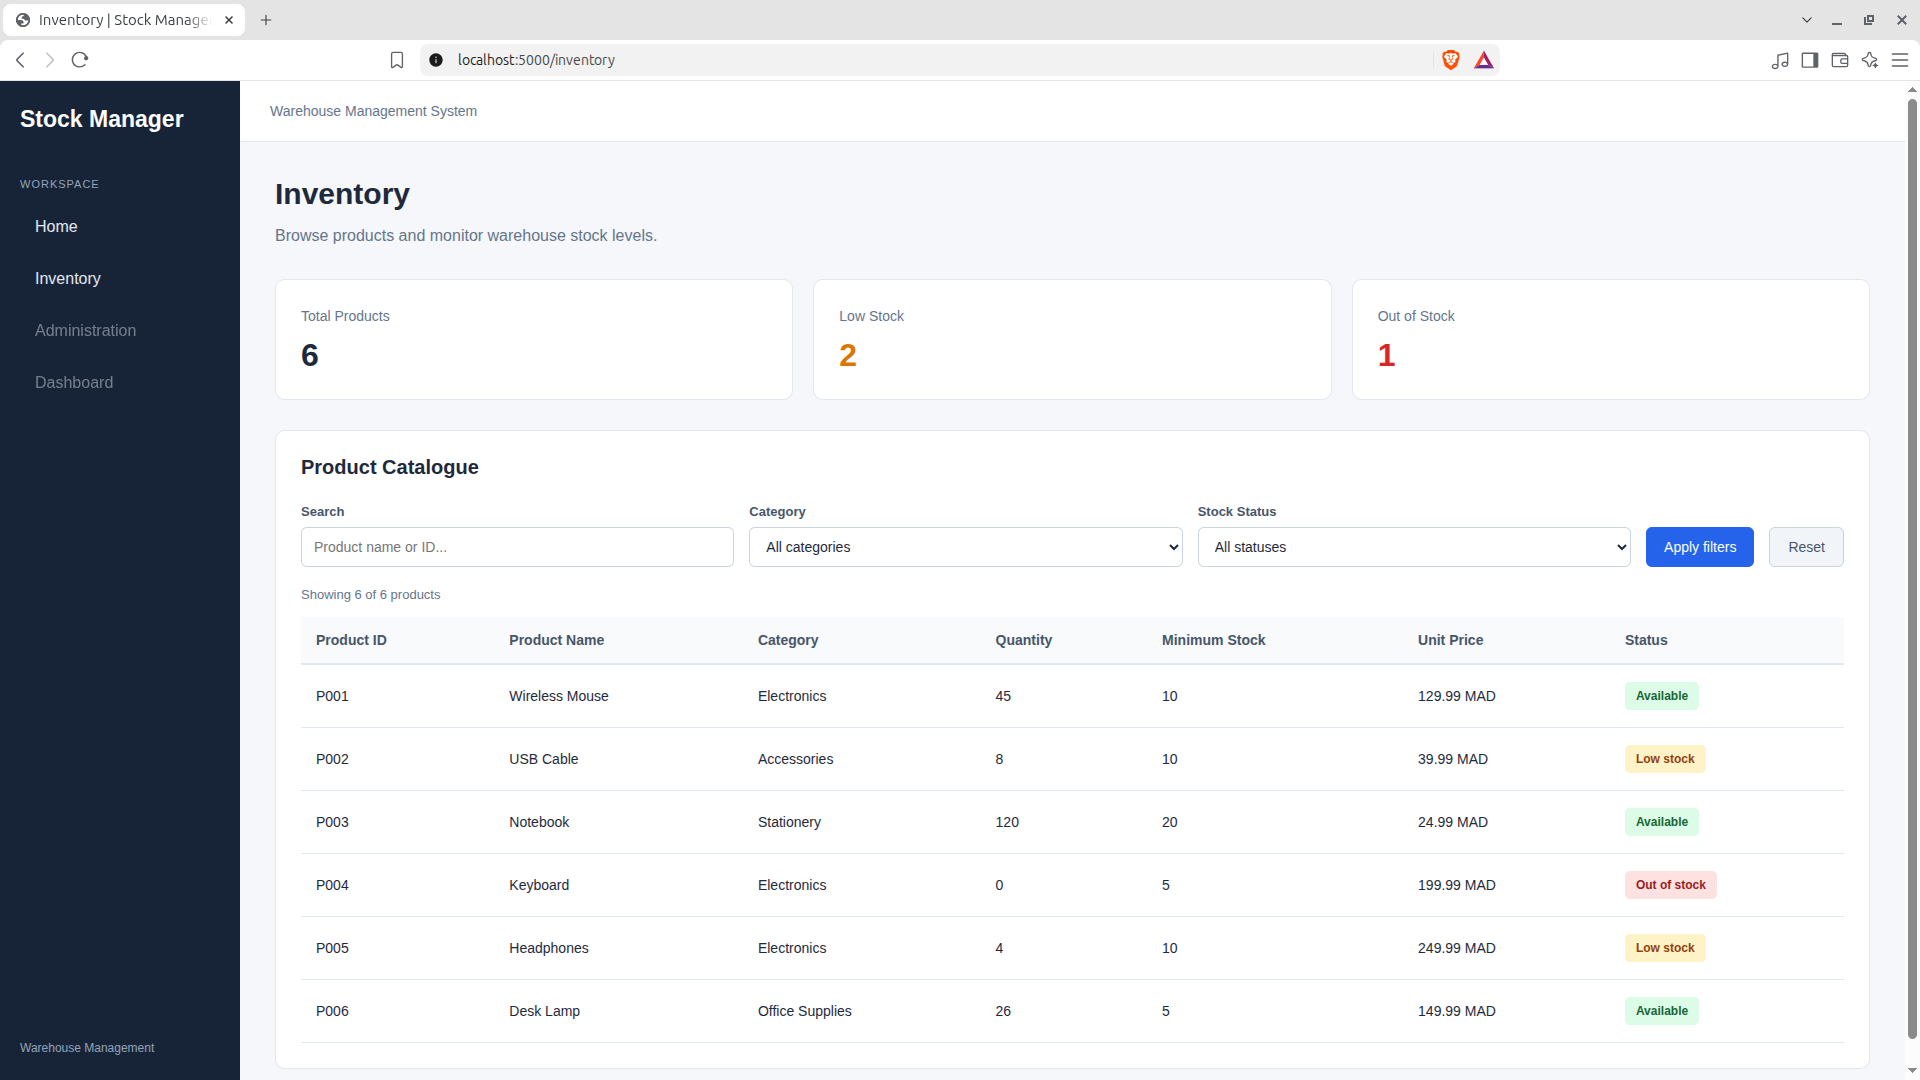 Inventory | Stock Manage
localhost:5000/inventory
Stock Manager
WORKSPACE
Home
Inventory
Administration
Dashboard
Warehouse Management
Warehouse Management System
Inventory
Browse products and monitor warehouse stock levels.
Total Products
6
Low Stock
2
Out of Stock
1
Product Catalogue
Search
Product name or ID...
Category
All categories
Stock Status
All statuses
Apply filters
Reset
Showing 6 of 6 products
Product ID Product Name Category Quantity Minimum Stock Unit Price Status
P001 Wireless Mouse Electronics 45 10 129.99 MAD Available
P002 USB Cable Accessories 8 10 39.99 MAD Low stock
P003 Notebook Stationery 120 20 24.99 MAD Available
P004 Keyboard Electronics 0 5 199.99 MAD Out of stock
P005 Headphones Electronics 4 10 249.99 MAD Low stock
P006 Desk Lamp Office Supplies 26 5 149.99 MAD Available